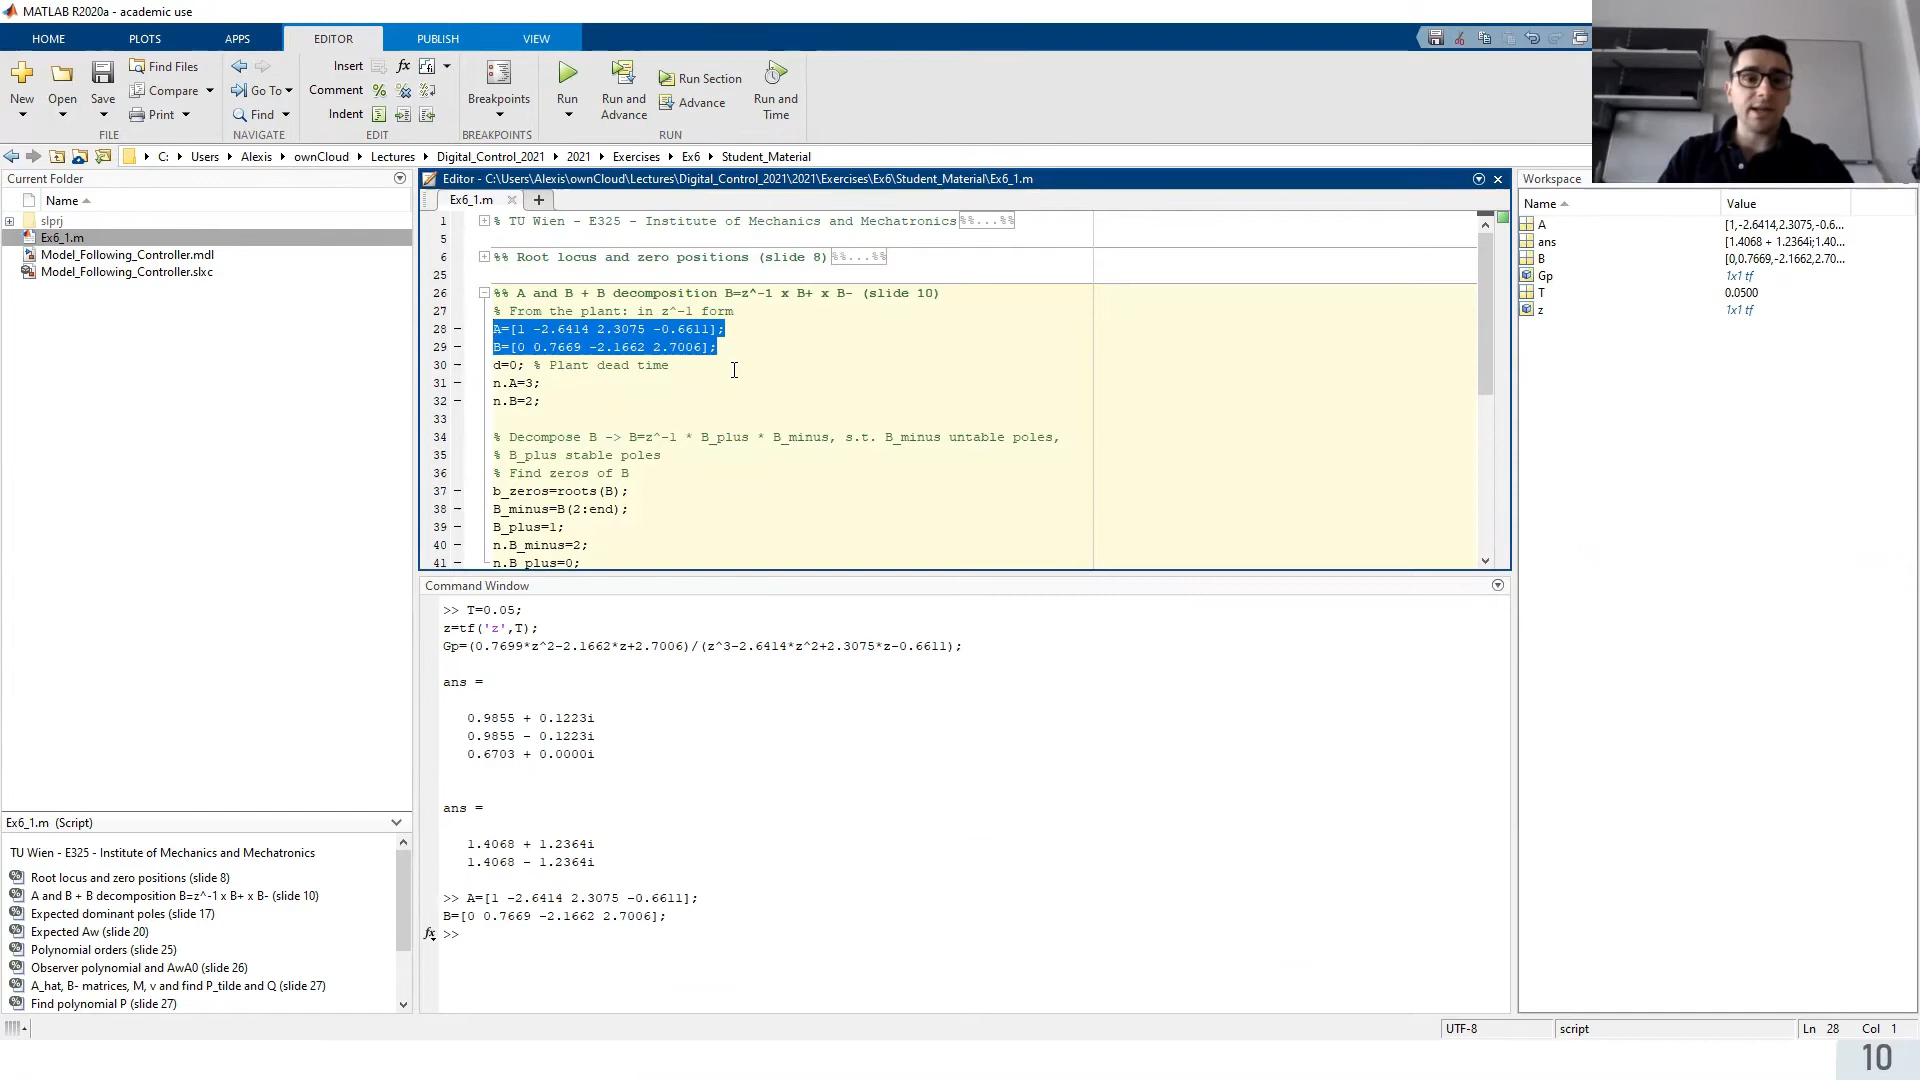 MATLAB R2020a - academic use
HOME PLOTS APPS EDITOR PUBLISH VIEW
New Open Save Find Files Compare Print
FILE
Go To Find
NAVIGATE
Insert fx
Comment
Indent
EDIT
Breakpoints
BREAKPOINTS
Run Run and Advance Run Section Advance Run and Time
RUN
C: Users Alexis ownCloud Lectures Digital_Control_2021 2021 Exercises Ex6 Student_Material
Current Folder
Name
slprj
Ex6_1.m
Model_Following_Controller.mdl
Model_Following_Controller.slxc
Ex6_1.m (Script)
TU Wien - E325 - Institute of Mechanics and Mechatronics
Root locus and zero positions (slide 8)
A and B + B decomposition B=z^-1 x B+ x B- (slide 10)
Expected dominant poles (slide 17)
Expected Aw (slide 20)
Polynomial orders (slide 25)
Observer polynomial and AwA0 (slide 26)
A_hat, B- matrices, M, v and find P_tilde and Q (slide 27)
Find polynomial P (slide 27)
Editor - C:\Users\Alexis\ownCloud\Lectures\Digital_Control_2021\2021\Exercises\Ex6\Student_Material\Ex6_1.m
Ex6_1.m +
1 % TU Wien - E325 - Institute of Mechanics and Mechatronics %%...%%
5
6 %% Root locus and zero positions (slide 8) %%...%%
25
26 %% A and B + B decomposition B=z^-1 x B+ x B- (slide 10)
27 % From the plant: in z^-1 form
28 - A=[1 -2.6414 2.3075 -0.6611];
29 - B=[0 0.7669 -2.1662 2.7006];
30 - d=0; % Plant dead time
31 - n.A=3;
32 - n.B=2;
33
34 % Decompose B -> B=z^-1 * B_plus * B_minus, s.t. B_minus untable poles,
35 % B_plus stable poles
36 % Find zeros of B
37 - b_zeros=roots(B);
38 - B_minus=B(2:end);
39 - B_plus=1;
40 - n.B_minus=2;
41 - n.B_plus=0;
Command Window
>> T=0.05;
z=tf('z',T);
Gp=(0.7699*z^2-2.1662*z+2.7006)/(z^3-2.6414*z^2+2.3075*z-0.6611);
ans =
0.9855 + 0.1223i
0.9855 - 0.1223i
0.6703 + 0.0000i
ans =
1.4068 + 1.2364i
1.4068 - 1.2364i
>> A=[1 -2.6414 2.3075 -0.6611];
B=[0 0.7669 -2.1662 2.7006];
fx >>
Workspace
Name Value
A [1,-2.6414,2.3075,-0.6...
ans [1.4068 + 1.2364i;1.40...
B [0,0.7669,-2.1662,2.70...
Gp 1x1 tf
T 0.0500
z 1x1 tf
UTF-8 script Ln 28 Col 1
10